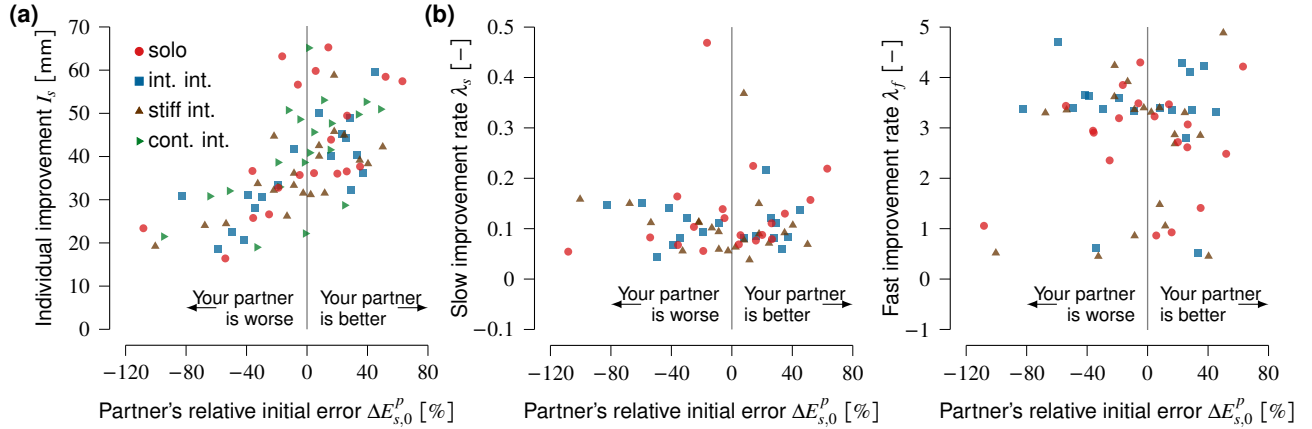 (a)
Individual improvement Iₛ [mm]
70
60
50
40
30
20
10
0
solo
int. int.
stiff int.
cont. int.
Your partner
is worse
Your partner
is better
−120 −80 −40 0 40 80
Partner's relative initial error ΔE^p_{s,0} [%]
(b)
Slow improvement rate λₛ [−]
0.5
0.4
0.3
0.2
0.1
0
−0.1
Your partner
is worse
Your partner
is better
−120 −80 −40 0 40 80
Partner's relative initial error ΔE^p_{s,0} [%]
Fast improvement rate λ_f [−]
5
4
3
2
1
0
−1
Your partner
is worse
Your partner
is better
−120 −80 −40 0 40 80
Partner's relative initial error ΔE^p_{s,0} [%]